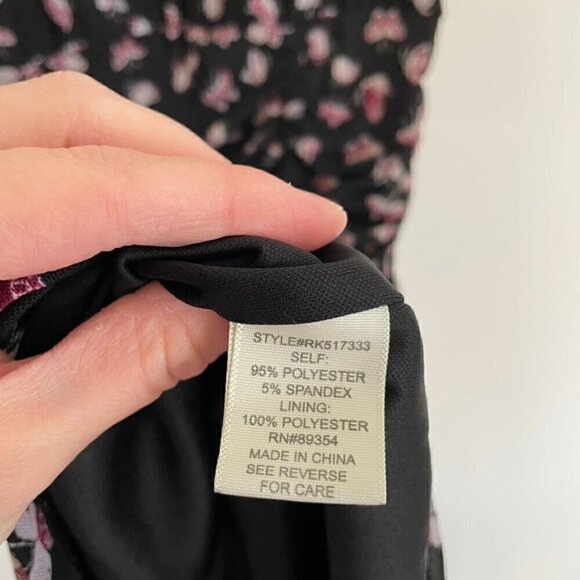 STYLE#RK517333
SELF:
95% POLYESTER
5% SPANDEX
LINING:
100% POLYESTER
RN#89354
MADE IN CHINA
SEE REVERSE
FOR CARE